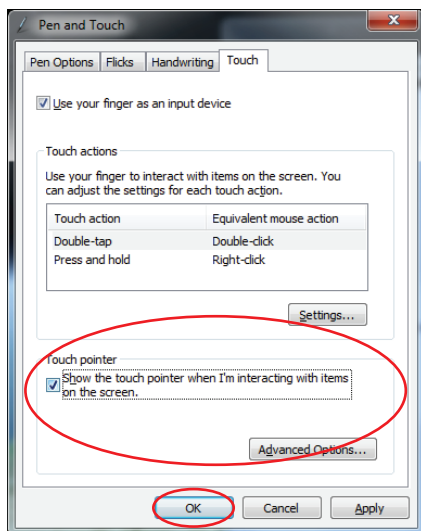 Pen and Touch
Pen Options Flicks Handwriting Touch
Use your finger as an input device
Touch actions
Use your finger to interact with items on the screen. You
can adjust the settings for each touch action.
Touch action Equivalent mouse action
Double-tap Double-click
Press and hold Right-click
Settings...
Touch pointer
Show the touch pointer when I'm interacting with items
on the screen.
Advanced Options...
OK Cancel Apply